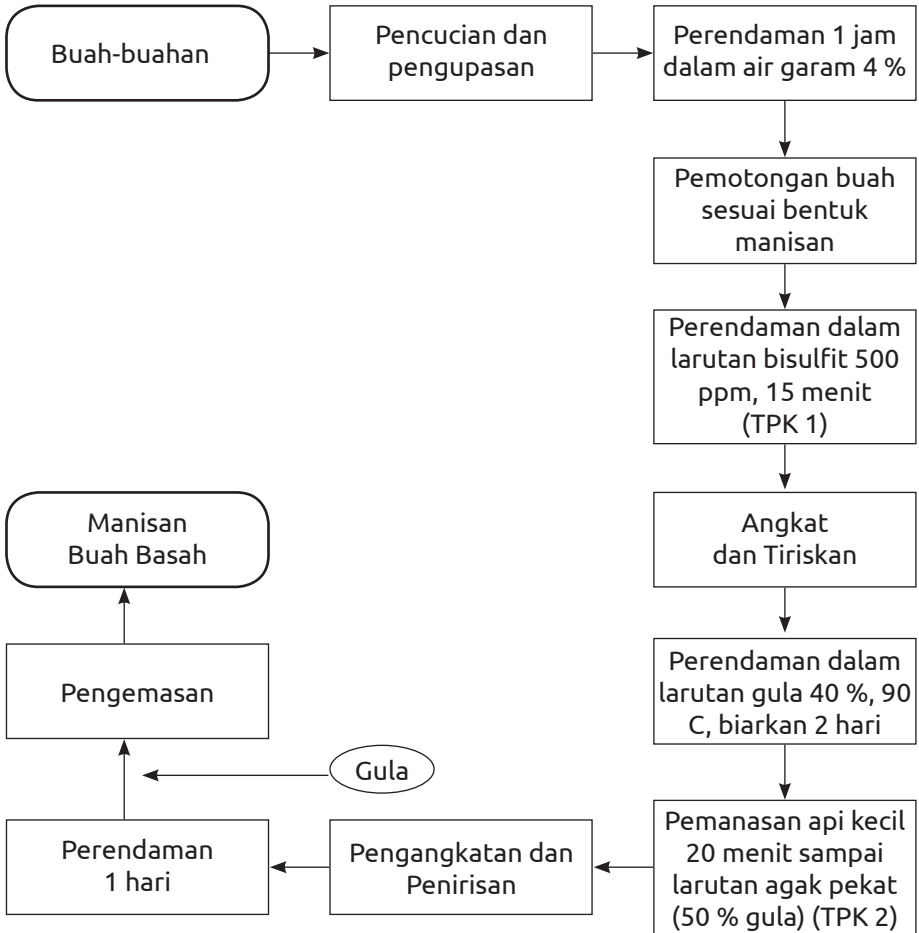 Buah-buahan
Pencucian dan
pengupasan
Perendaman 1 jam
dalam air garam 4 %
Pemotongan buah
sesuai bentuk
manisan
Perendaman dalam
larutan bisulfit 500
ppm, 15 menit
(TPK 1)
Angkat
dan Tiriskan
Perendaman dalam
larutan gula 40 %, 90
C, biarkan 2 hari
Pemanasan api kecil
20 menit sampai
larutan agak pekat
(50 % gula) (TPK 2)
Pengangkatan dan
Penirisan
Perendaman
1 hari
Gula
Pengemasan
Manisan
Buah Basah